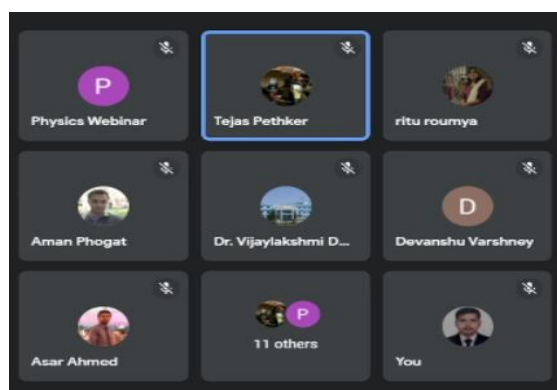 P
Physics Webinar
Tejas Pethker
ritu roumya
Aman Phogat
Dr. Vijaylakshmi D...
D
Devanshu Varshney
Asar Ahmed
P
11 others
You